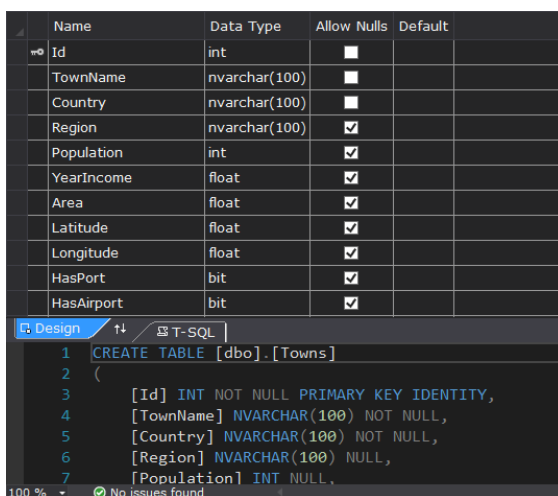 Name Data Type Allow Nulls Default
Id int
TownName nvarchar(100)
Country nvarchar(100)
Region nvarchar(100)
Population int
YearIncome float
Area float
Latitude float
Longitude float
HasPort bit
HasAirport bit
Design T-SQL
1 CREATE TABLE [dbo].[Towns]
2 (
3 [Id] INT NOT NULL PRIMARY KEY IDENTITY,
4 [TownName] NVARCHAR(100) NOT NULL,
5 [Country] NVARCHAR(100) NOT NULL,
6 [Region] NVARCHAR(100) NULL,
7 [Population] INT NULL,
100 % No issues found